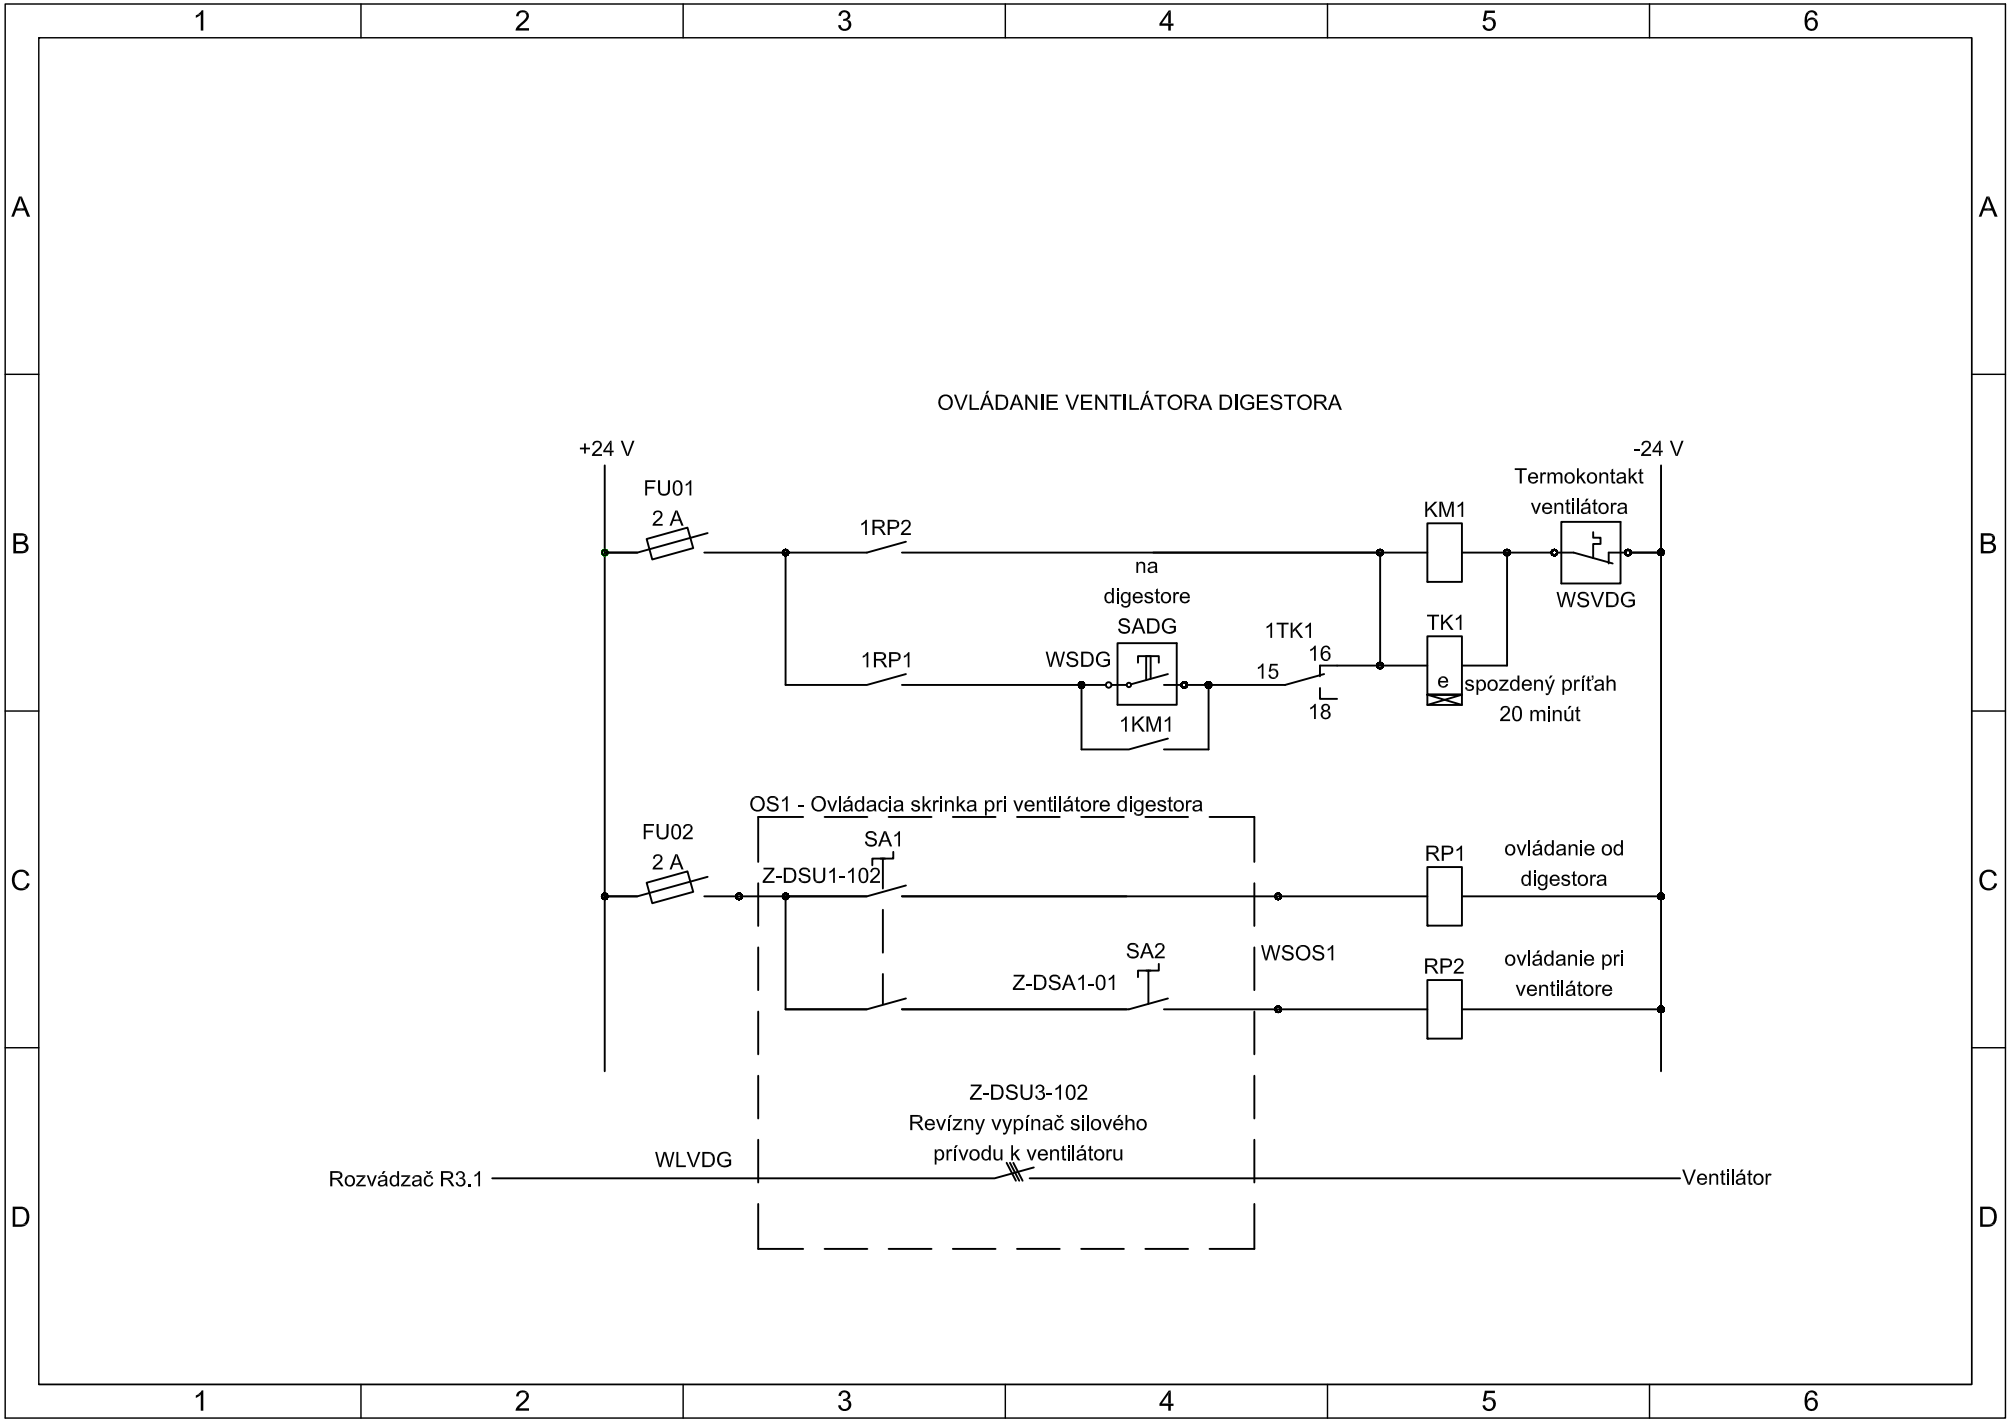 1 2 3 4 5 6
A A
OVLÁDANIE VENTILÁTORA DIGESTORA
+24 V -24 V
Termokontakt
ventilátora
FU01
2 A
1RP2
KM1
B B
na
digestore
SADG
WSVDG
TK1
1TK1
WSDG
1RP1
15
16
18
e
spozdený príťah
20 minút
1KM1
OS1 - Ovládacia skrinka pri ventilátore digestora
FU02
2 A
SA1
Z-DSU1-102
RP1
ovládanie od
digestora
C C
SA2
Z-DSA1-01
WSOS1
RP2
ovládanie pri
ventilátore
Z-DSU3-102
Revízny vypínač silového
prívodu k ventilátoru
WLVDG
Rozvádzač R3.1
Ventilátor
D D
1 2 3 4 5 6